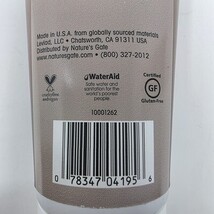 Made in U.S.A. from globally sourced materials
Levlad, LLC / Chatsworth, CA 91311 USA
Distributed by Nature's Gate
www.naturesgate.com / (800) 327-2012
WaterAid
Safe water and
sanitation for the
world's poorest
people.
Certified
GF
Gluten-free
10001262
0 78347 04195 6